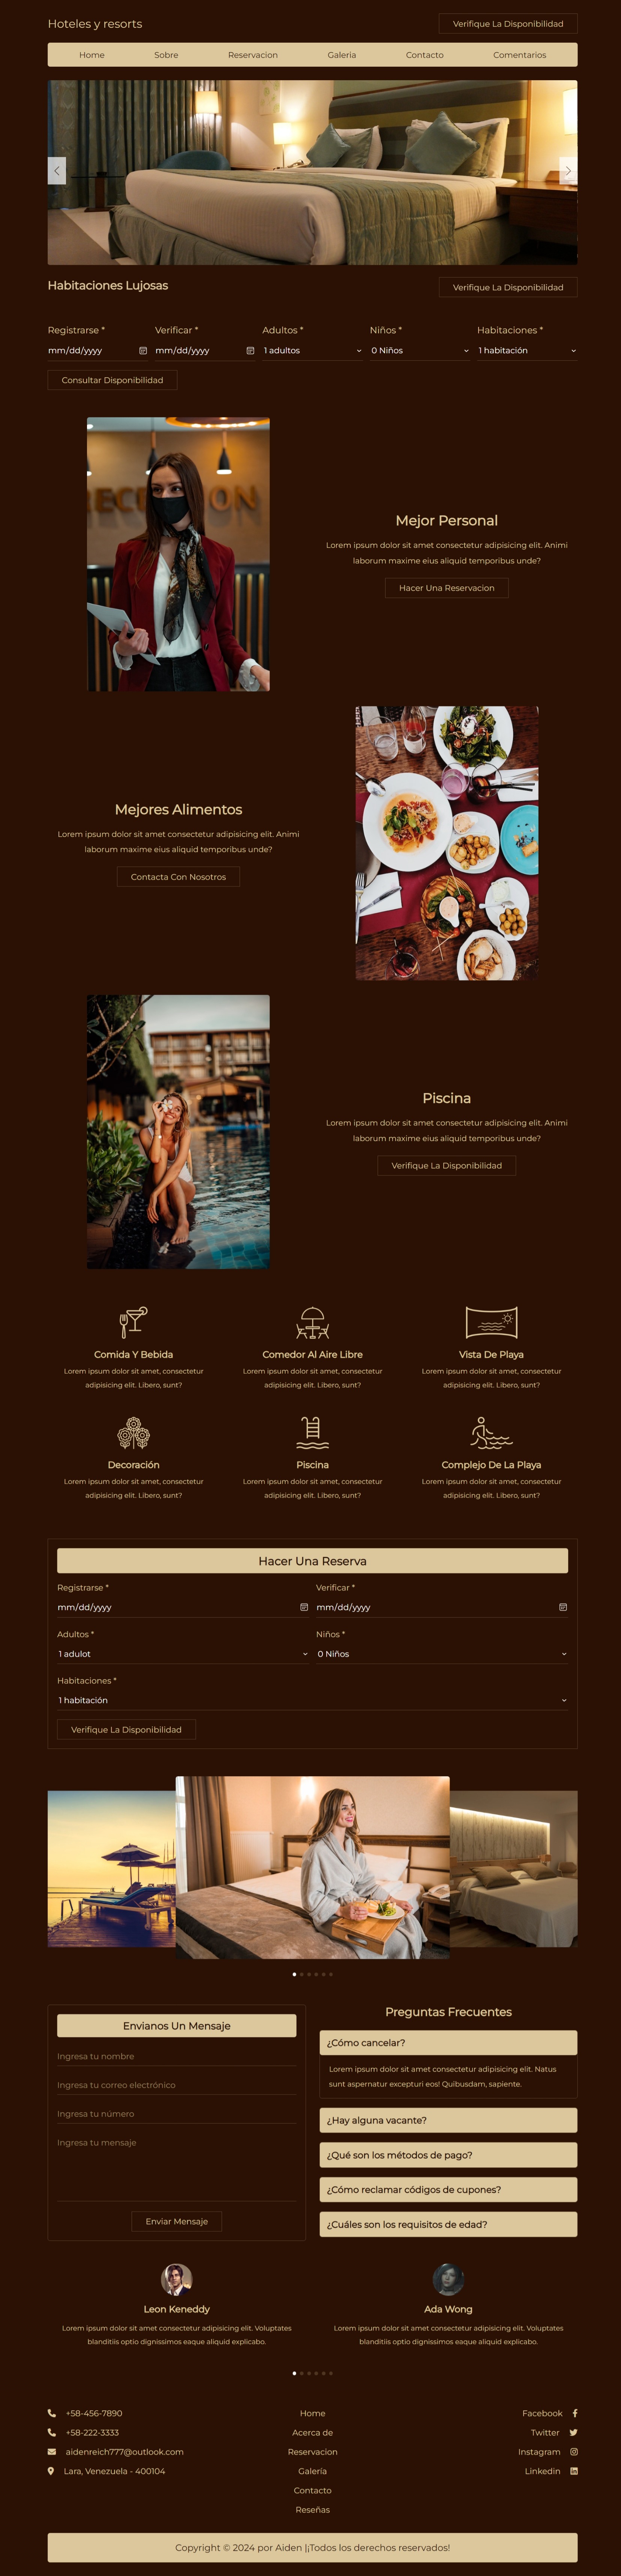 Hoteles y resorts
Verifique La Disponibilidad
Home Sobre Reservacion Galeria Contacto Comentarios
Habitaciones Lujosas
Verifique La Disponibilidad
Registrarse * Verificar * Adultos * Niños * Habitaciones *
mm/dd/yyyy mm/dd/yyyy 1 adultos 0 Niños 1 habitación
Consultar Disponibilidad
Mejor Personal
Lorem ipsum dolor sit amet consectetur adipisicing elit. Animi
laborum maxime eius aliquid temporibus unde?
Hacer Una Reservacion
Mejores Alimentos
Lorem ipsum dolor sit amet consectetur adipisicing elit. Animi
laborum maxime eius aliquid temporibus unde?
Contacta Con Nosotros
Piscina
Lorem ipsum dolor sit amet consectetur adipisicing elit. Animi
laborum maxime eius aliquid temporibus unde?
Verifique La Disponibilidad
Comida Y Bebida
Lorem ipsum dolor sit amet, consectetur
adipisicing elit. Libero, sunt?
Comedor Al Aire Libre
Lorem ipsum dolor sit amet, consectetur
adipisicing elit. Libero, sunt?
Vista De Playa
Lorem ipsum dolor sit amet, consectetur
adipisicing elit. Libero, sunt?
Decoración
Lorem ipsum dolor sit amet, consectetur
adipisicing elit. Libero, sunt?
Piscina
Lorem ipsum dolor sit amet, consectetur
adipisicing elit. Libero, sunt?
Complejo De La Playa
Lorem ipsum dolor sit amet, consectetur
adipisicing elit. Libero, sunt?
Hacer Una Reserva
Registrarse * Verificar *
mm/dd/yyyy mm/dd/yyyy
Adultos * Niños *
1 adulot 0 Niños
Habitaciones *
1 habitación
Verifique La Disponibilidad
Envianos Un Mensaje
Ingresa tu nombre
Ingresa tu correo electrónico
Ingresa tu número
Ingresa tu mensaje
Enviar Mensaje
Preguntas Frecuentes
¿Cómo cancelar?
Lorem ipsum dolor sit amet consectetur adipisicing elit. Natus
sunt aspernatur excepturi eos! Quibusdam, sapiente.
¿Hay alguna vacante?
¿Qué son los métodos de pago?
¿Cómo reclamar códigos de cupones?
¿Cuáles son los requisitos de edad?
Leon Keneddy
Lorem ipsum dolor sit amet consectetur adipisicing elit. Voluptates
blanditiis optio dignissimos eaque aliquid explicabo.
Ada Wong
Lorem ipsum dolor sit amet consectetur adipisicing elit. Voluptates
blanditiis optio dignissimos eaque aliquid explicabo.
+58-456-7890
+58-222-3333
aidenreich777@outlook.com
Lara, Venezuela - 400104
Home
Acerca de
Reservacion
Galería
Contacto
Reseñas
Facebook
Twitter
Instagram
Linkedin
Copyright © 2024 por Aiden |¡Todos los derechos reservados!